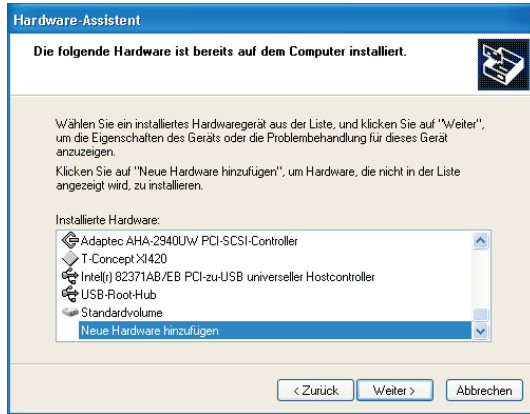 Hardware-Assistent
Die folgende Hardware ist bereits auf dem Computer installiert.
Wählen Sie ein installiertes Hardwaregerät aus der Liste, und klicken Sie auf "Weiter",
um die Eigenschaften des Geräts oder die Problembehandlung für dieses Gerät
anzuzeigen.
Klicken Sie auf "Neue Hardware hinzufügen", um Hardware, die nicht in der Liste
angezeigt wird, zu installieren.
Installierte Hardware:
Adaptec AHA-2940UW PCI-SCSI-Controller
T-Concept XI420
Intel(r) 82371AB/EB PCI-zu-USB universeller Hostcontroller
USB-Root-Hub
Standardvolume
Neue Hardware hinzufügen
< Zurück Weiter > Abbrechen